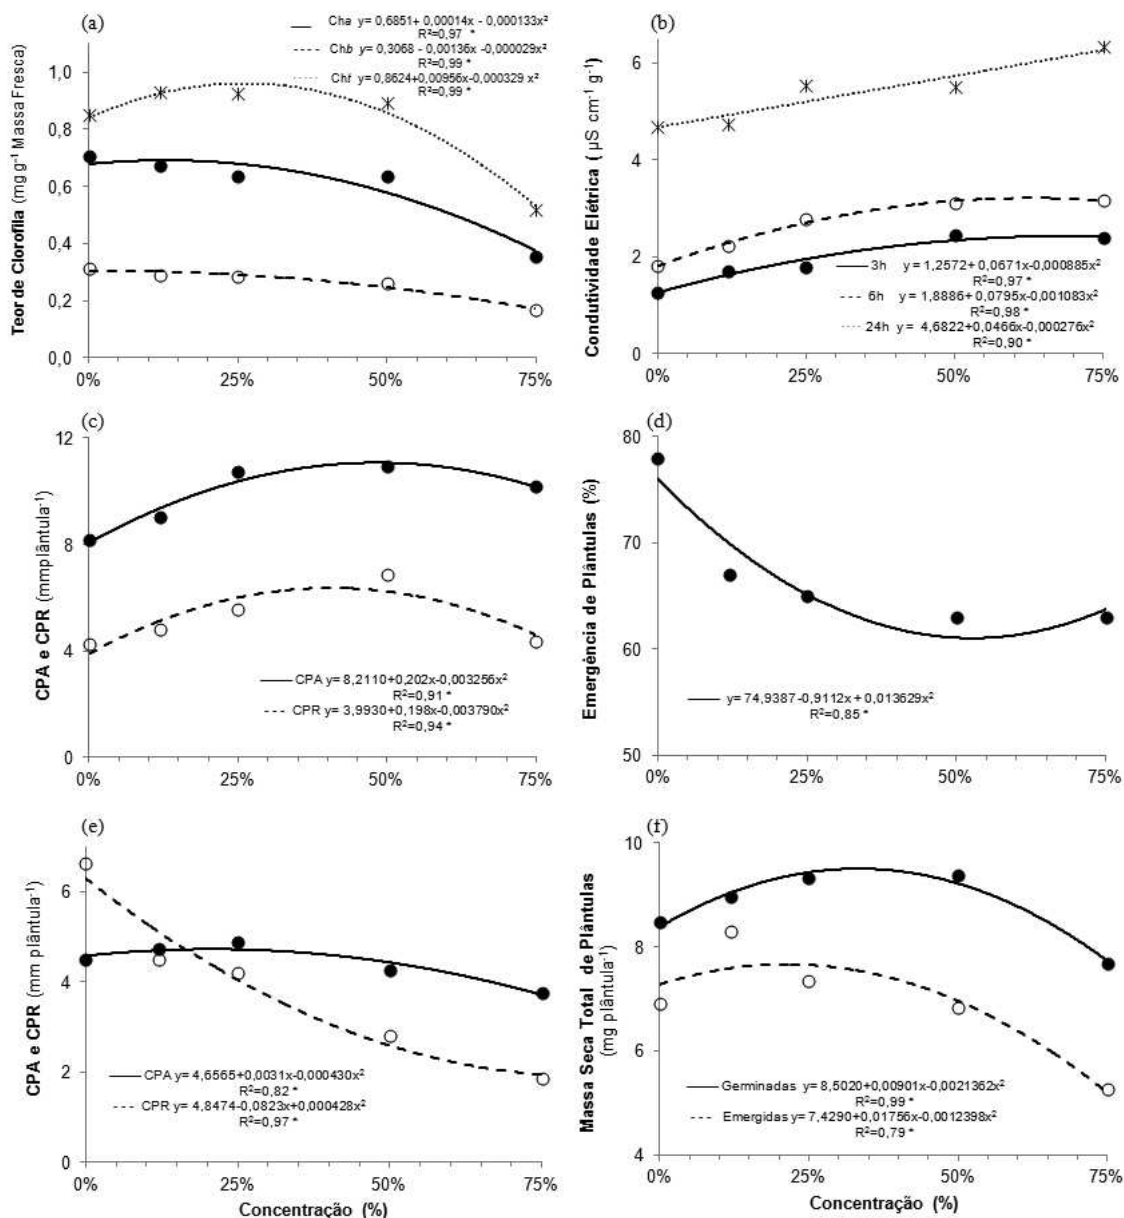 (a)
Cha y= 0,6851+ 0,00014x - 0,000133x²
R²=0,97 *
Chb y= 0,3068 - 0,00136x -0,000029x²
R²=0,99 *
Cht y= 0,8624+0,00956x-0,000329 x²
R²=0,99 *
Teor de Clorofila (mg g⁻¹ Massa Fresca)
1,0
0,8
0,6
0,4
0,2
0,0
0% 25% 50% 75%
(b)
Condutividade Elétrica ( µS cm⁻¹ g⁻¹)
6
4
2
0
3h y = 1,2572+ 0,0671x-0,000885x²
R²=0,97 *
6h y = 1,8886+ 0,0795x-0,001083x²
R²=0,98 *
24h y = 4,6822+0,0466x-0,000276x²
R²=0,90 *
0% 25% 50% 75%
(c)
CPA e CPR (mmplântula⁻¹)
12
8
4
0
CPA y= 8,2110+0,202x-0,003256x²
R²=0,91 *
CPR y= 3,9930+0,198x-0,003790x²
R²=0,94 *
0% 25% 50% 75%
(d)
Emergência de Plântulas (%)
80
70
60
50
y= 74,9387-0,9112x + 0,013629x²
R²=0,85 *
0% 25% 50% 75%
(e)
CPA e CPR (mm plântula⁻¹)
6
4
2
0
CPA y= 4,6565+0,0031x-0,000430x²
R²=0,82 *
CPR y= 4,8474-0,0823x+0,000428x²
R²=0,97 *
0% 25% 50% 75%
Concentração (%)
(f)
Massa Seca Total de Plântulas
(mg plântula⁻¹)
10
8
6
4
Germinadas y= 8,5020+0,00901x-0,0021362x²
R²=0,99 *
Emergidas y= 7,4290+0,01756x-0,0012398x²
R²=0,79 *
0% 25% 50% 75%
Concentração (%)